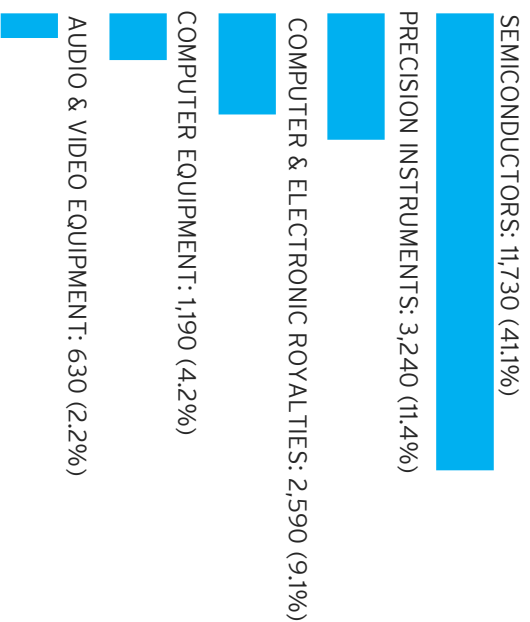 SEMICONDUCTORS: 11,730 (41.1%)
PRECISION INSTRUMENTS: 3,240 (11.4%)
COMPUTER & ELECTRONIC ROYALTIES: 2,590 (9.1%)
COMPUTER EQUIPMENT: 1,190 (4.2%)
AUDIO & VIDEO EQUIPMENT: 630 (2.2%)